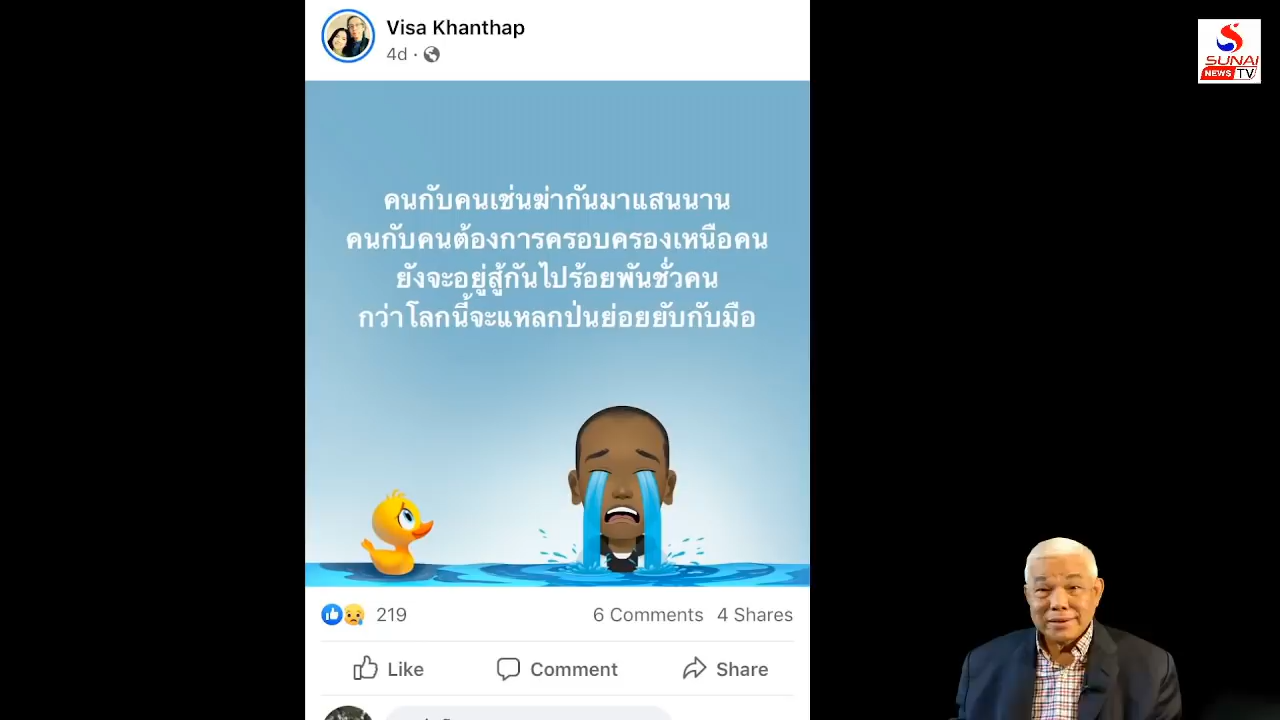 Visa Khanthap
4d ·
SUNAI
NEWS TV
คนกับคนเช่นฆ่ากันมาแสนนาน
คนกับคนต้องการครอบครองเหนือคน
ยังจะอยู่สู้กันไปร้อยพันชั่วคน
กว่าโลกนี้จะแหลกป่นย่อยยับกับมือ
219
6 Comments 4 Shares
Like
Comment
Share